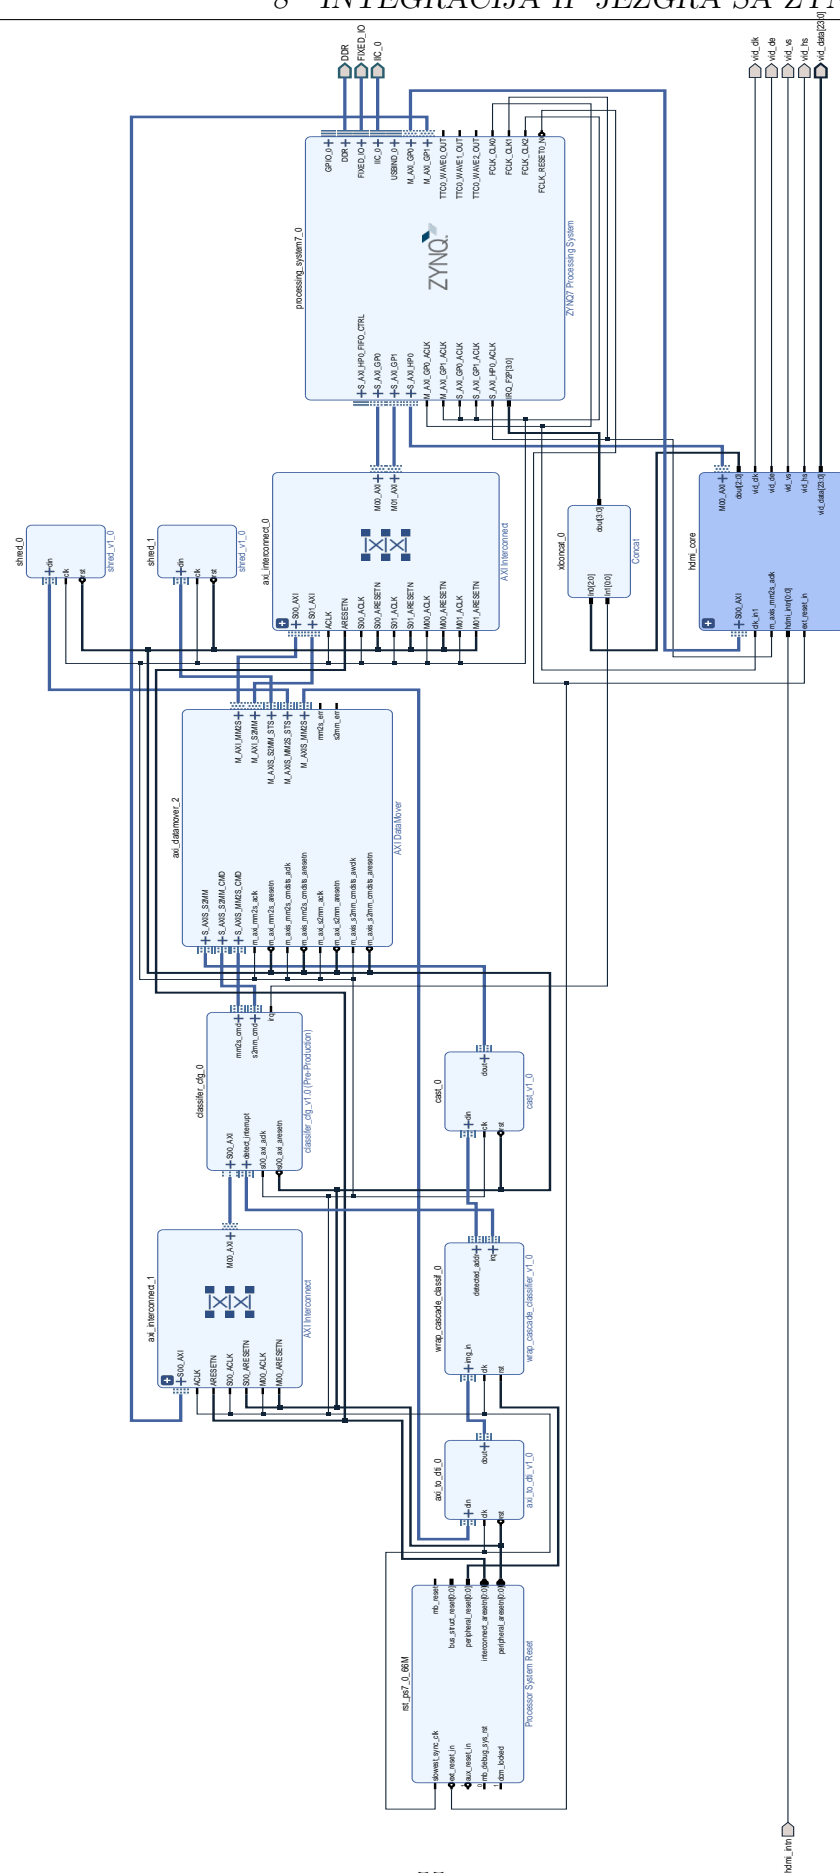 8 INTEGRACIJA IP JEZGRA SA ZYN
DDR
FIXED_IO
IIC_0
vid_clk
vid_de
vid_vs
vid_hs
vid_data[23:0]
processing_system7_0
GPIO_0
DDR
FIXED_IO
IIC_0
USBIND_0
M_AXI_GP0
M_AXI_GP1
TTC0_WAVE0_OUT
TTC0_WAVE1_OUT
TTC0_WAVE2_OUT
FCLK_CLK0
FCLK_CLK1
FCLK_CLK2
FCLK_RESET0_N
ZYNQ
S_AXI_HP0_FIFO_CTRL
S_AXI_GP0
S_AXI_GP1
S_AXI_HP0
M_AXI_GP0_ACLK
M_AXI_GP1_ACLK
S_AXI_GP0_ACLK
S_AXI_GP1_ACLK
S_AXI_HP0_ACLK
IRQ_F2P[3:0]
ZYNQ7 Processing System
shred_0
din
clk
rst
shred_v1_0
shred_1
din
clk
rst
shred_v1_0
axi_interconnect_0
M00_AXI
M01_AXI
S00_AXI
S01_AXI
ACLK
ARESETN
S00_ACLK
S00_ARESETN
S01_ACLK
S01_ARESETN
M00_ACLK
M00_ARESETN
M01_ACLK
M01_ARESETN
AXI Interconnect
xlconcat_0
dout[3:0]
In0[2:0]
In1[0:0]
Concat
hdmi_core
M00_AXI
dout[2:0]
vid_clk
vid_de
vid_vs
vid_hs
vid_data[23:0]
S00_AXI
clk_in1
m_axis_mm2s_aclk
hdmi_intn[0:0]
ext_reset_in
axi_datamover_2
M_AXI_MM2S
M_AXI_S2MM
M_AXIS_S2MM_STS
M_AXIS_MM2S_STS
M_AXIS_MM2S
mm2s_err
s2mm_err
S_AXIS_S2MM
S_AXIS_S2MM_CMD
S_AXIS_MM2S_CMD
m_axi_mm2s_aclk
m_axi_mm2s_aresetn
m_axis_mm2s_cmdsts_aclk
m_axis_mm2s_cmdsts_aresetn
m_axi_s2mm_aclk
m_axi_s2mm_aresetn
m_axis_s2mm_cmdsts_awclk
m_axis_s2mm_cmdsts_aresetn
AXI DataMover
classifer_cfg_0
mm2s_cmd
s2mm_cmd
irq
S00_AXI
detect_interrupt
s00_axi_aclk
s00_axi_aresetn
classifer_cfg_v1.0 (Pre-Production)
cast_0
dout
din
clk
rst
cast_v1_0
axi_interconnect_1
M00_AXI
S00_AXI
ACLK
ARESETN
S00_ACLK
S00_ARESETN
M00_ACLK
M00_ARESETN
AXI Interconnect
wrap_cascade_classif_0
detected_addr
irq
img_in
clk
rst
wrap_cascade_classifier_v1_0
axi_to_dti_0
dout
din
clk
rst
axi_to_dti_v1_0
rst_ps7_0_66M
mb_reset
bus_struct_reset[0:0]
peripheral_reset[0:0]
interconnect_aresetn[0:0]
peripheral_aresetn[0:0]
slowest_sync_clk
ext_reset_in
aux_reset_in
mb_debug_sys_rst
dcm_locked
Processor System Reset
hdmi_intn